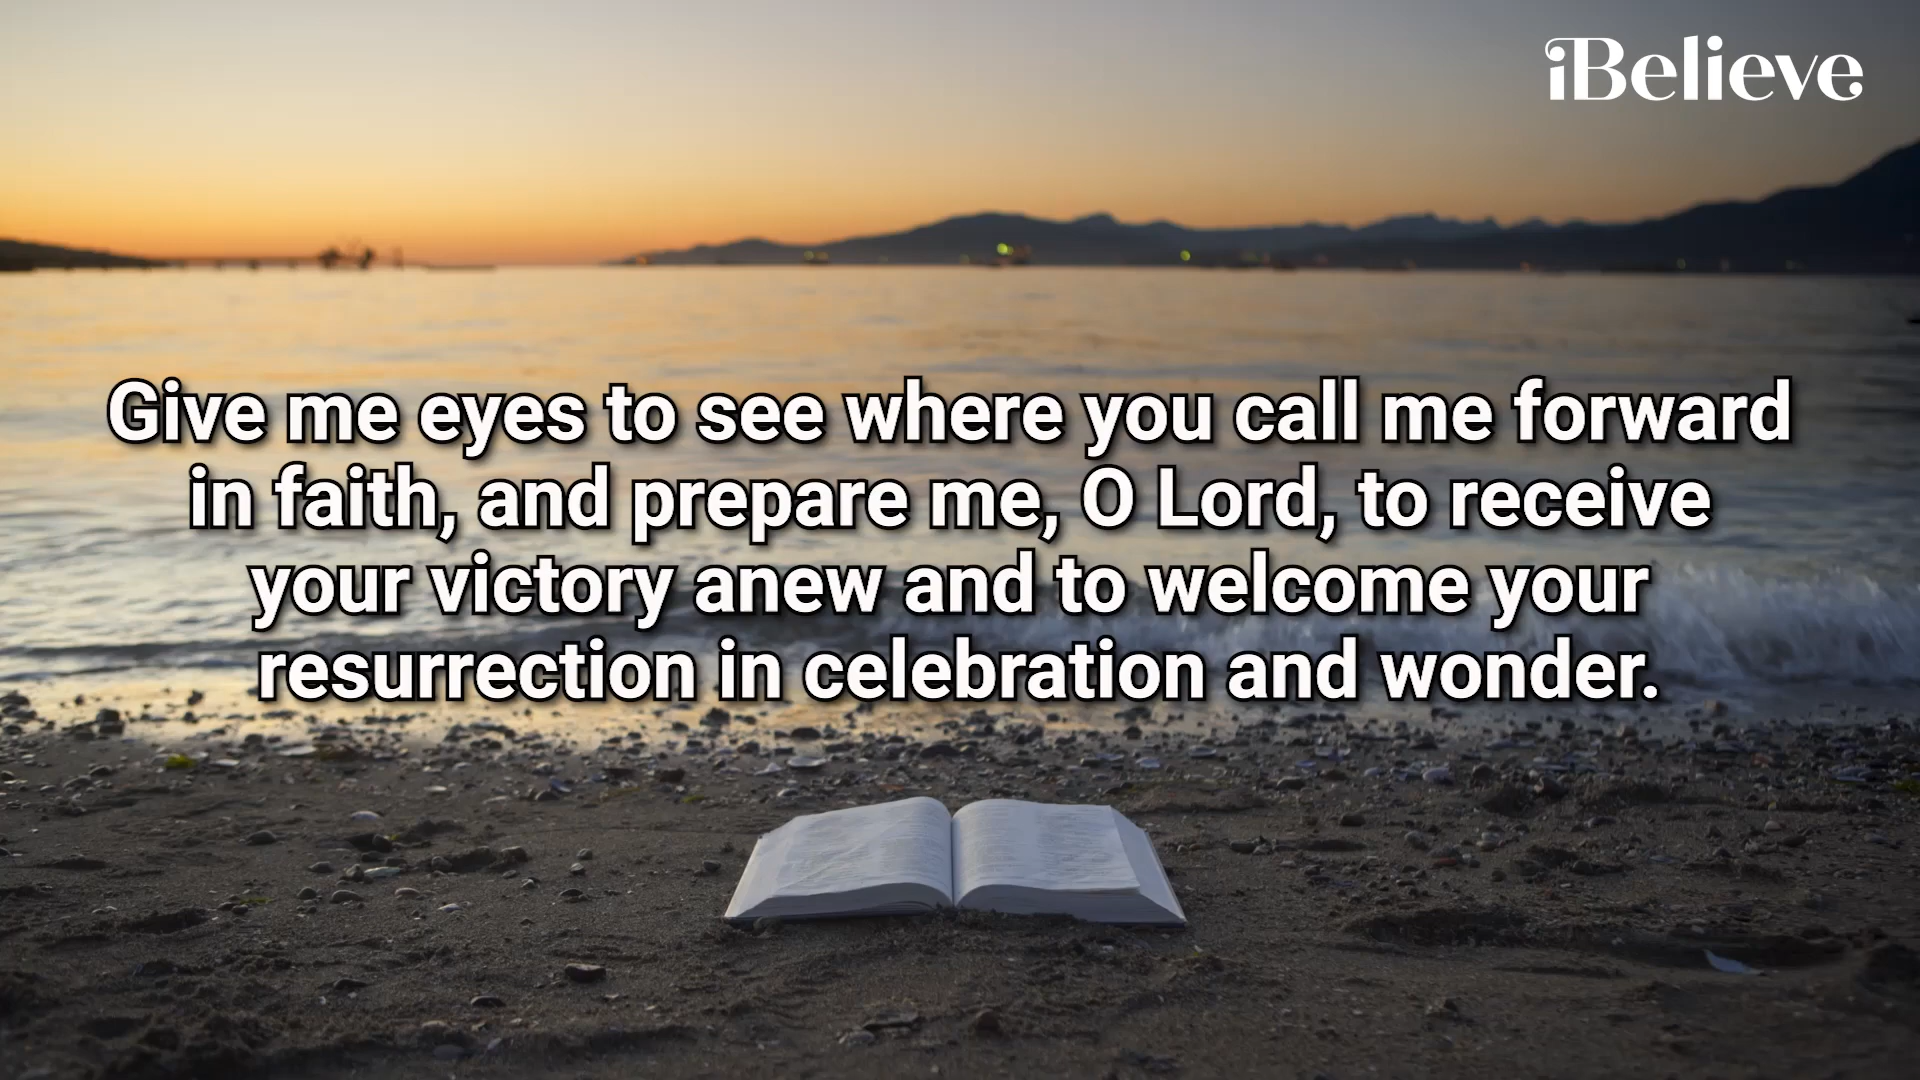 iBelieve
Give me eyes to see where you call me forward
in faith, and prepare me, O Lord, to receive
your victory anew and to welcome your
resurrection in celebration and wonder.